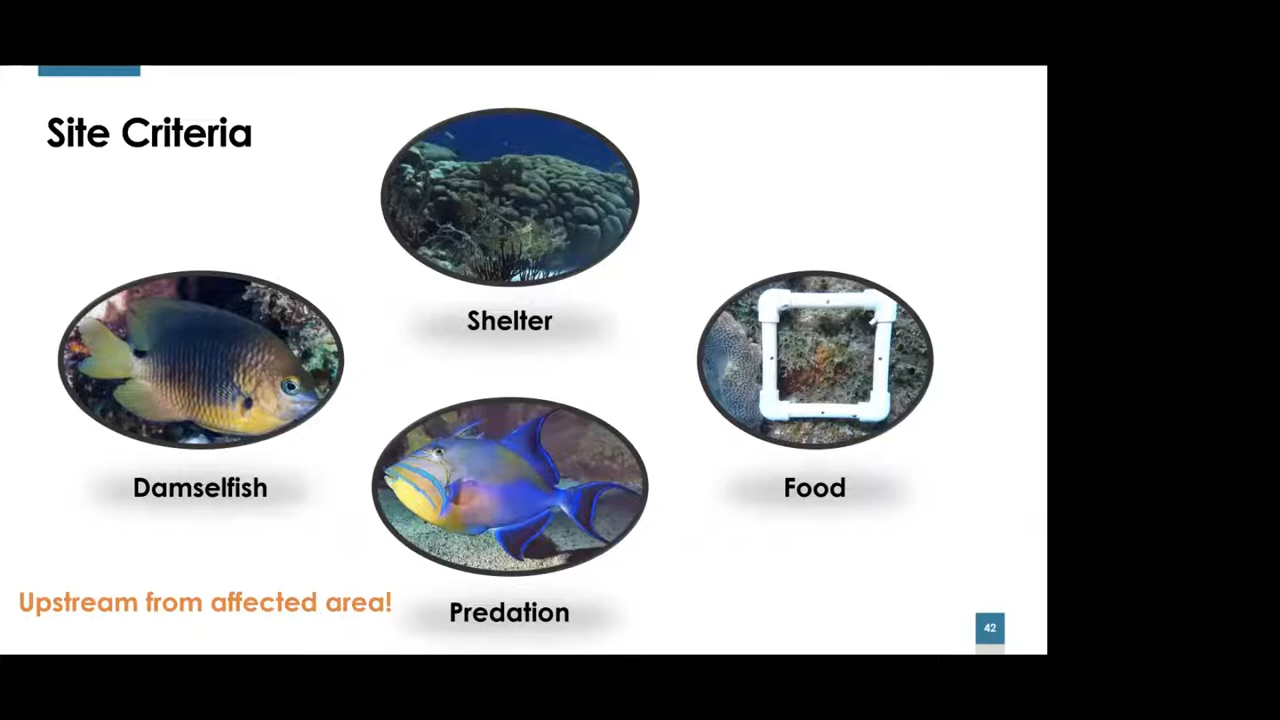 Site Criteria
Shelter
Damselfish
Food
Upstream from affected area!
Predation
42